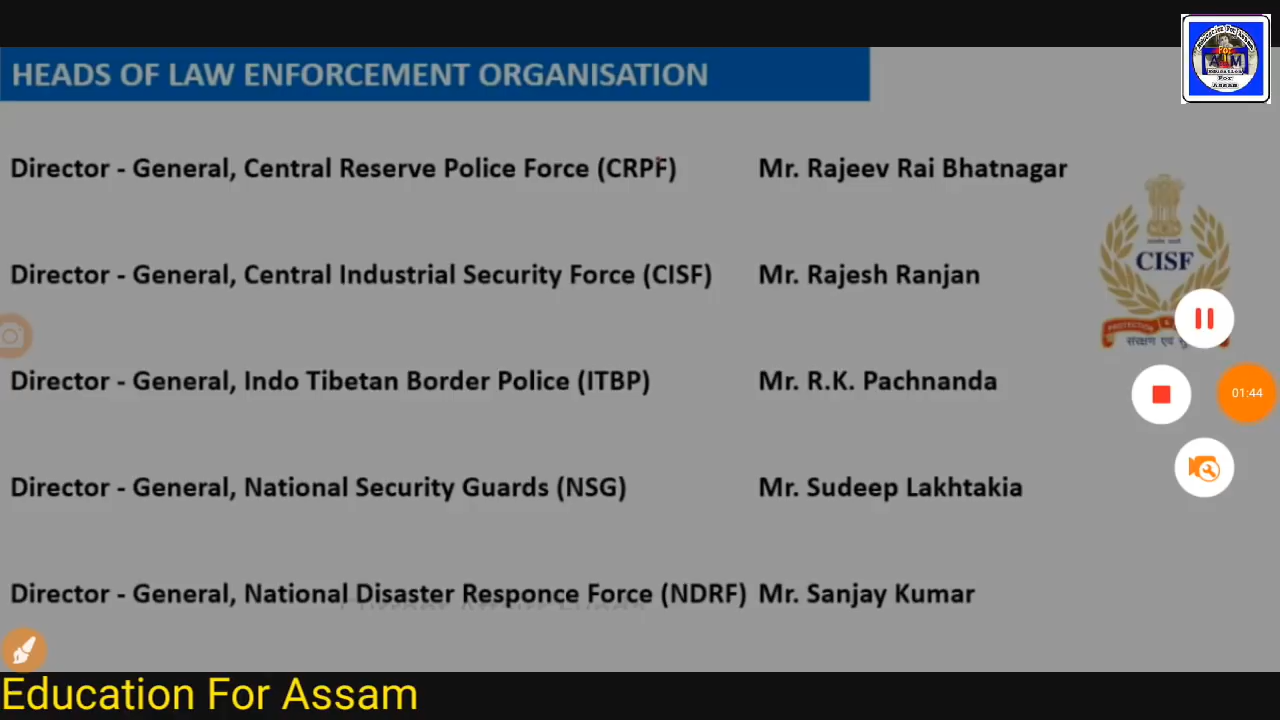 HEADS OF LAW ENFORCEMENT ORGANISATION
Director - General, Central Reserve Police Force (CRPF) Mr. Rajeev Rai Bhatnagar
Director - General, Central Industrial Security Force (CISF) Mr. Rajesh Ranjan
CISF
संरक्षण एवं
Director - General, Indo Tibetan Border Police (ITBP) Mr. R.K. Pachnanda
01:44
Director - General, National Security Guards (NSG) Mr. Sudeep Lakhtakia
Director - General, National Disaster Responce Force (NDRF) Mr. Sanjay Kumar
Education For Assam